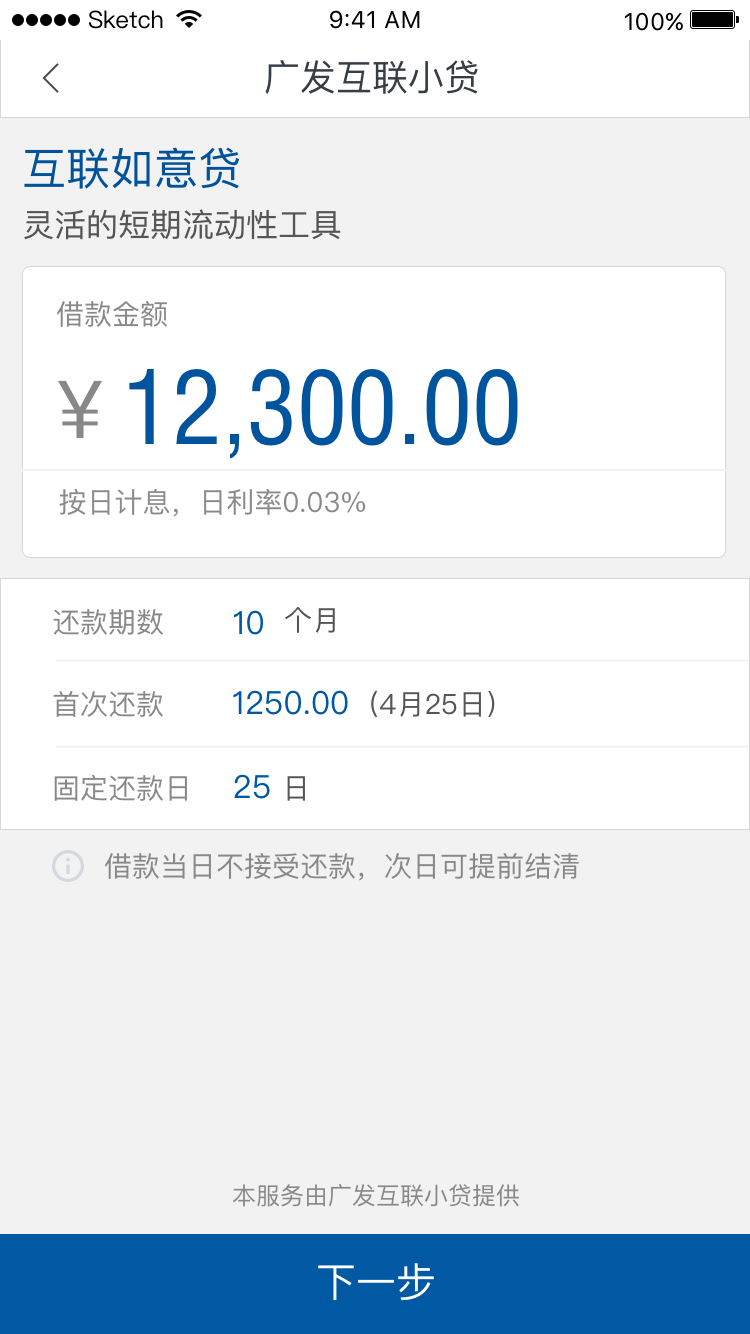 Sketch 9:41 AM 100%
广发互联小贷
互联如意贷
灵活的短期流动性工具
借款金额
¥ 12,300.00
按日计息，日利率0.03%
还款期数 10 个月
首次还款 1250.00 (4月25日)
固定还款日 25 日
借款当日不接受还款，次日可提前结清
本服务由广发互联小贷提供
下一步